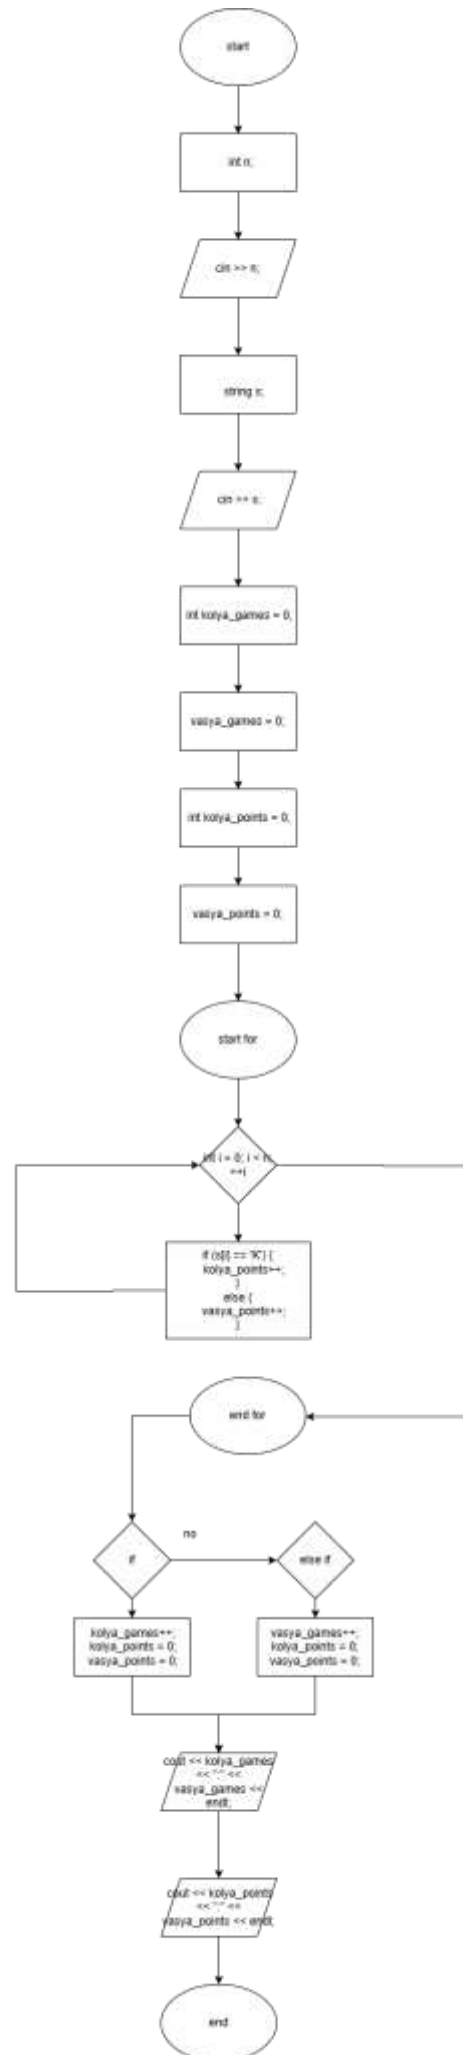 start
int n;
cin >> n;
string s;
cin >> s;
int kolya_games = 0,
vasya_games = 0;
int kolya_points = 0,
vasya_points = 0;
start for
int i = 0; i < n;
++i
if (s[i] == 'K') {
kolya_points++;
}
else {
vasya_points++;
}
end for
if
no
else if
kolya_games++;
kolya_points = 0;
vasya_points = 0;
vasya_games++;
kolya_points = 0;
vasya_points = 0;
cout << kolya_games
<< ":" <<
vasya_games <<
endl;
cout << kolya_points
<< ":" <<
vasya_points << endl;
end